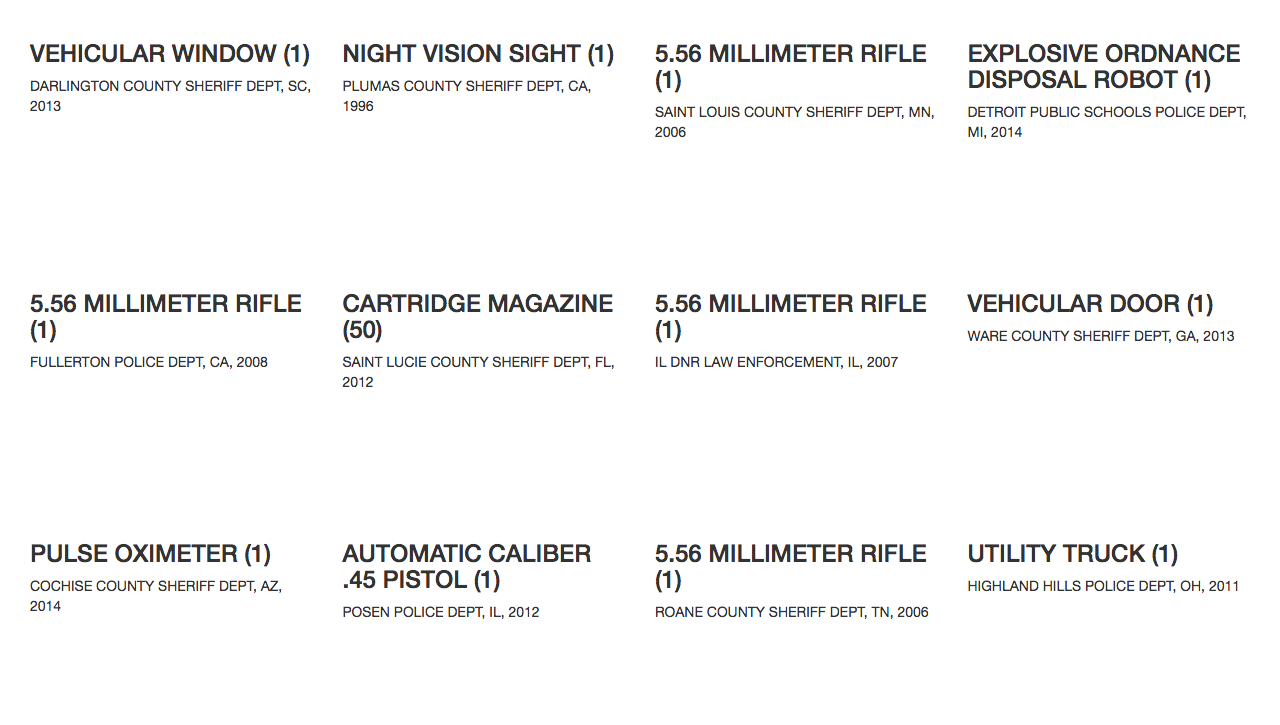 VEHICULAR WINDOW (1)
DARLINGTON COUNTY SHERIFF DEPT, SC,
2013
NIGHT VISION SIGHT (1)
PLUMAS COUNTY SHERIFF DEPT, CA,
1996
5.56 MILLIMETER RIFLE
(1)
SAINT LOUIS COUNTY SHERIFF DEPT, MN,
2006
EXPLOSIVE ORDNANCE
DISPOSAL ROBOT (1)
DETROIT PUBLIC SCHOOLS POLICE DEPT,
MI, 2014
5.56 MILLIMETER RIFLE
(1)
FULLERTON POLICE DEPT, CA, 2008
CARTRIDGE MAGAZINE
(50)
SAINT LUCIE COUNTY SHERIFF DEPT, FL,
2012
5.56 MILLIMETER RIFLE
(1)
IL DNR LAW ENFORCEMENT, IL, 2007
VEHICULAR DOOR (1)
WARE COUNTY SHERIFF DEPT, GA, 2013
PULSE OXIMETER (1)
COCHISE COUNTY SHERIFF DEPT, AZ,
2014
AUTOMATIC CALIBER
.45 PISTOL (1)
POSEN POLICE DEPT, IL, 2012
5.56 MILLIMETER RIFLE
(1)
ROANE COUNTY SHERIFF DEPT, TN, 2006
UTILITY TRUCK (1)
HIGHLAND HILLS POLICE DEPT, OH, 2011